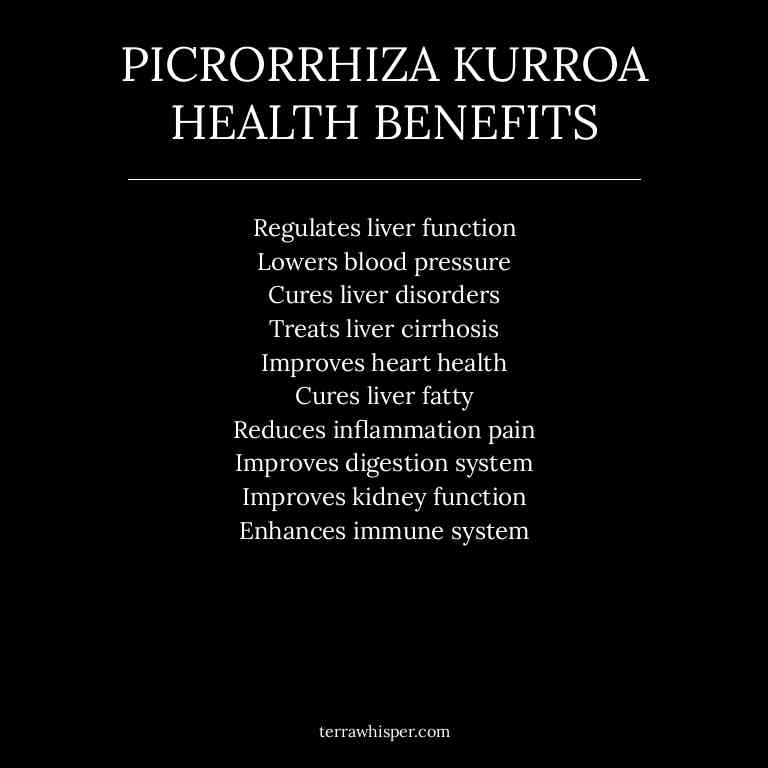 PICRORRHIZA KURROA
HEALTH BENEFITS
Regulates liver function
Lowers blood pressure
Cures liver disorders
Treats liver cirrhosis
Improves heart health
Cures liver fatty
Reduces inflammation pain
Improves digestion system
Improves kidney function
Enhances immune system
terrawhisper.com